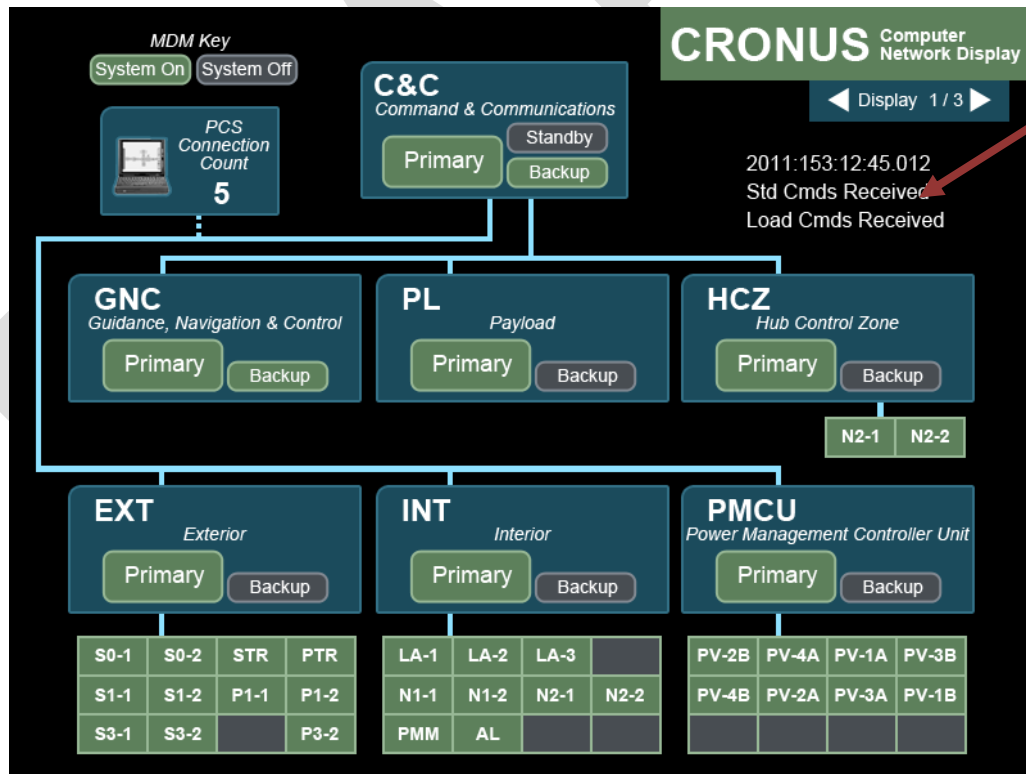 MDM Key
System On System Off
CRONUS Computer Network Display
Display 1 / 3
PCS
Connection
Count
5
C&C
Command & Communications
Primary
Standby
Backup
2011:153:12:45.012
Std Cmds Received
Load Cmds Received
GNC
Guidance, Navigation & Control
Primary Backup
PL
Payload
Primary Backup
HCZ
Hub Control Zone
Primary Backup
N2-1 N2-2
EXT
Exterior
Primary Backup
S0-1 S0-2 STR PTR
S1-1 S1-2 P1-1 P1-2
S3-1 S3-2 P3-2
INT
Interior
Primary Backup
LA-1 LA-2 LA-3
N1-1 N1-2 N2-1 N2-2
PMM AL
PMCU
Power Management Controller Unit
Primary Backup
PV-2B PV-4A PV-1A PV-3B
PV-4B PV-2A PV-3A PV-1B